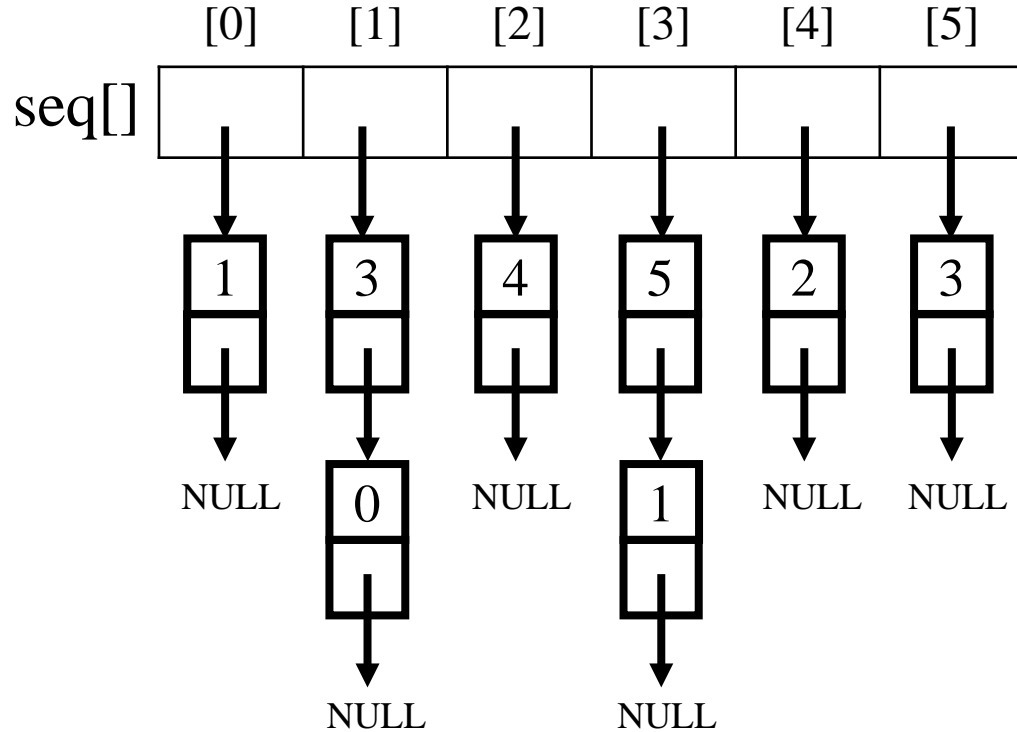 [0] [1] [2] [3] [4] [5]
seq[]
1 3 4 5 2 3
NULL 0 NULL 1 NULL NULL
NULL NULL